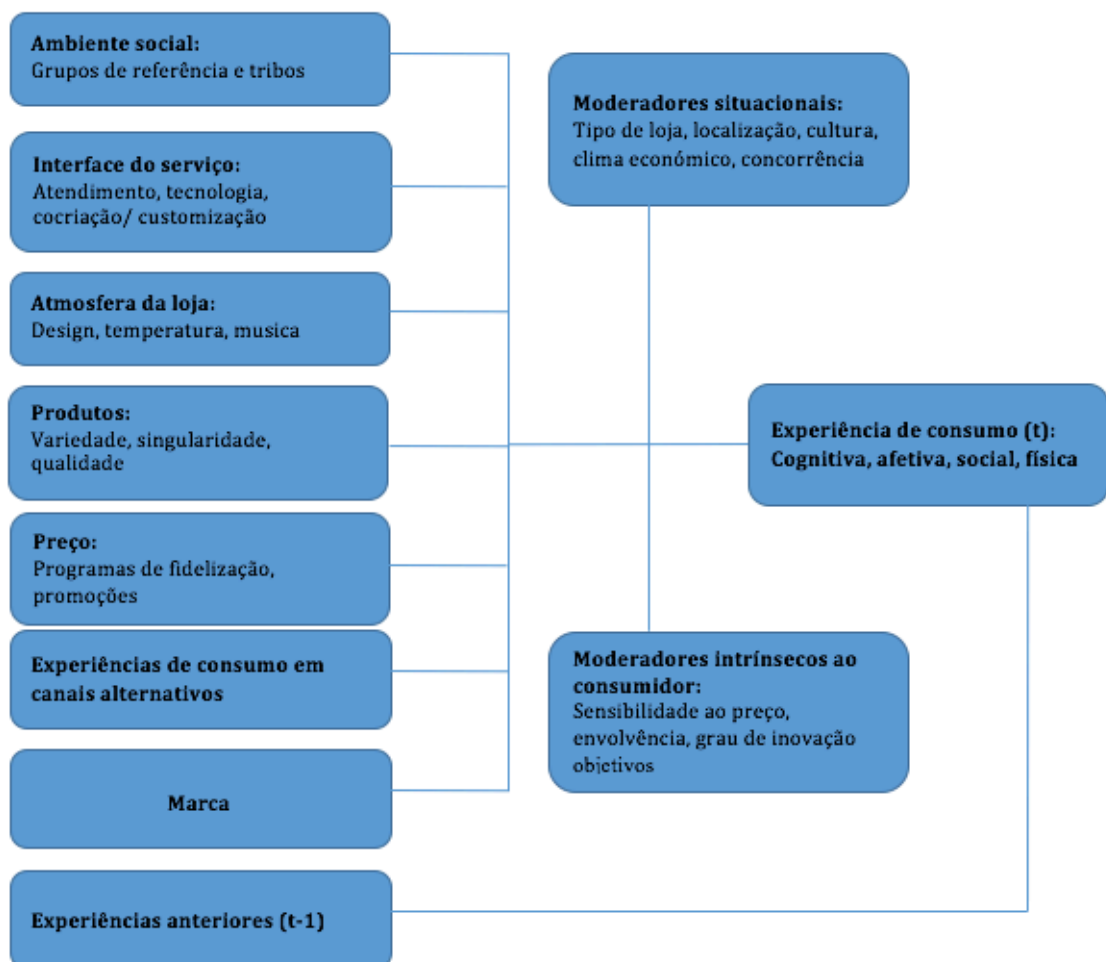 Ambiente social:
Grupos de referência e tribos
Interface do serviço:
Atendimento, tecnologia,
cocriação/ customização
Atmosfera da loja:
Design, temperatura, musica
Produtos:
Variedade, singularidade,
qualidade
Preço:
Programas de fidelização,
promoções
Experiências de consumo em
canais alternativos
Marca
Experiências anteriores (t-1)
Moderadores situacionais:
Tipo de loja, localização, cultura,
clima económico, concorrência
Moderadores intrínsecos ao
consumidor:
Sensibilidade ao preço,
envolvência, grau de inovação
objetivos
Experiência de consumo (t):
Cognitiva, afetiva, social, física